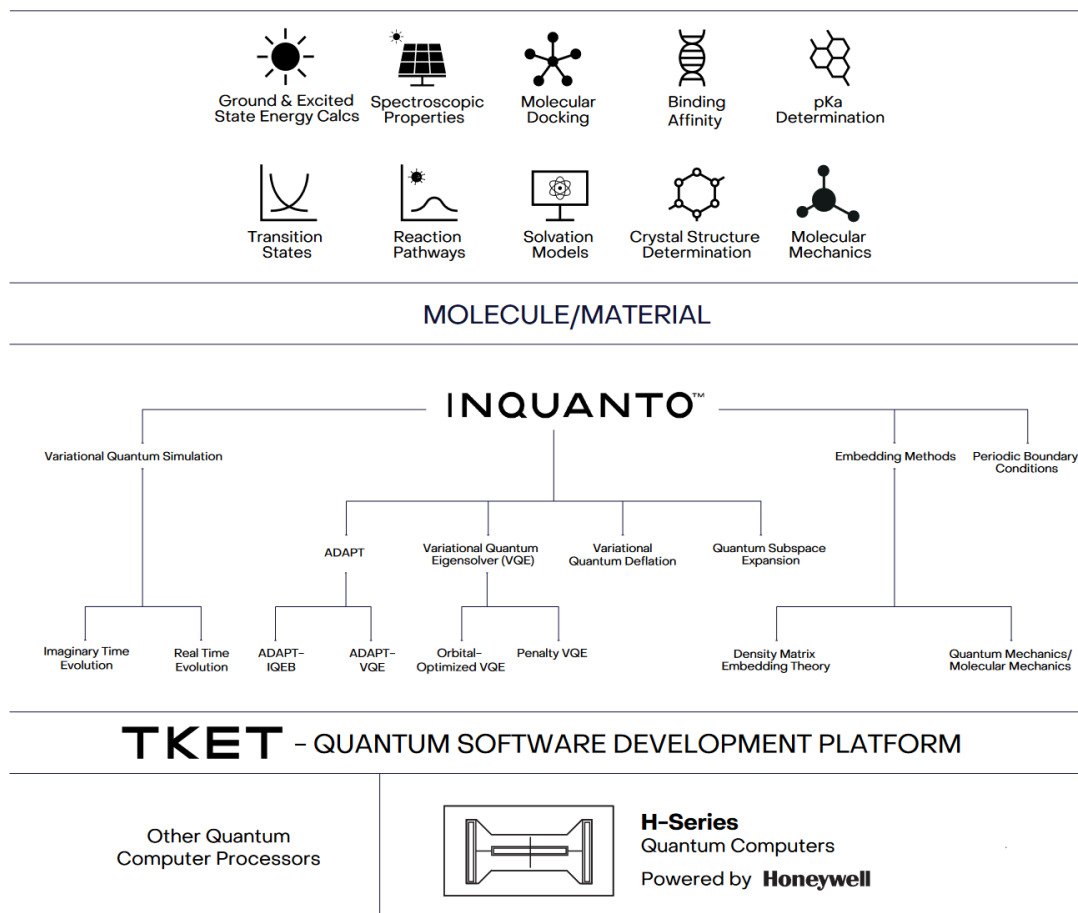 Ground & Excited
State Energy Calcs
Spectroscopic
Properties
Molecular
Docking
Binding
Affinity
pKa
Determination
Transition
States
Reaction
Pathways
Solvation
Models
Crystal Structure
Determination
Molecular
Mechanics
MOLECULE/MATERIAL
INQUANTO™
Variational Quantum Simulation
Embedding Methods
Periodic Boundary
Conditions
ADAPT
Variational Quantum
Eigensolver (VQE)
Variational
Quantum Deflation
Quantum Subspace
Expansion
Imaginary Time
Evolution
Real Time
Evolution
ADAPT-
IQEB
ADAPT-
VQE
Orbital-
Optimized VQE
Penalty VQE
Density Matrix
Embedding Theory
Quantum Mechanics/
Molecular Mechanics
TKET - QUANTUM SOFTWARE DEVELOPMENT PLATFORM
Other Quantum
Computer Processors
H-Series
Quantum Computers
Powered by Honeywell